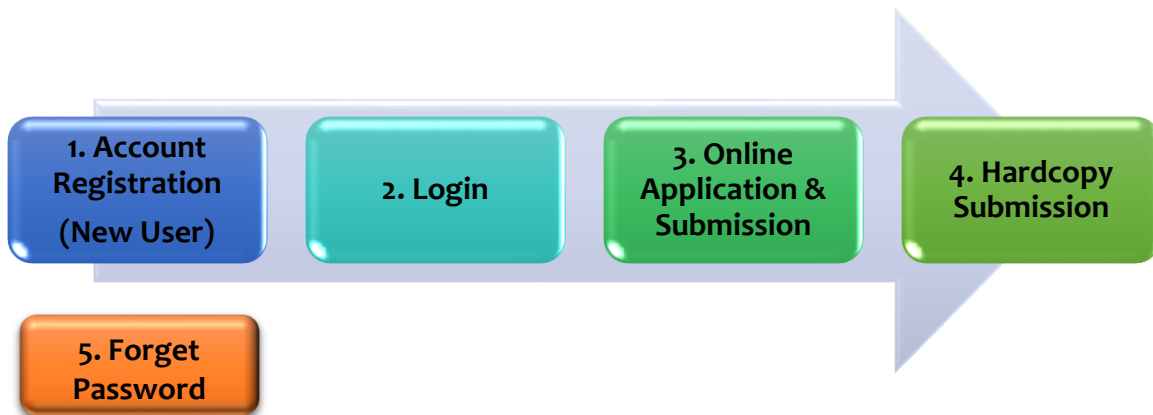 1. Account
Registration
(New User)
2. Login
3. Online
Application &
Submission
4. Hardcopy
Submission
5. Forget
Password